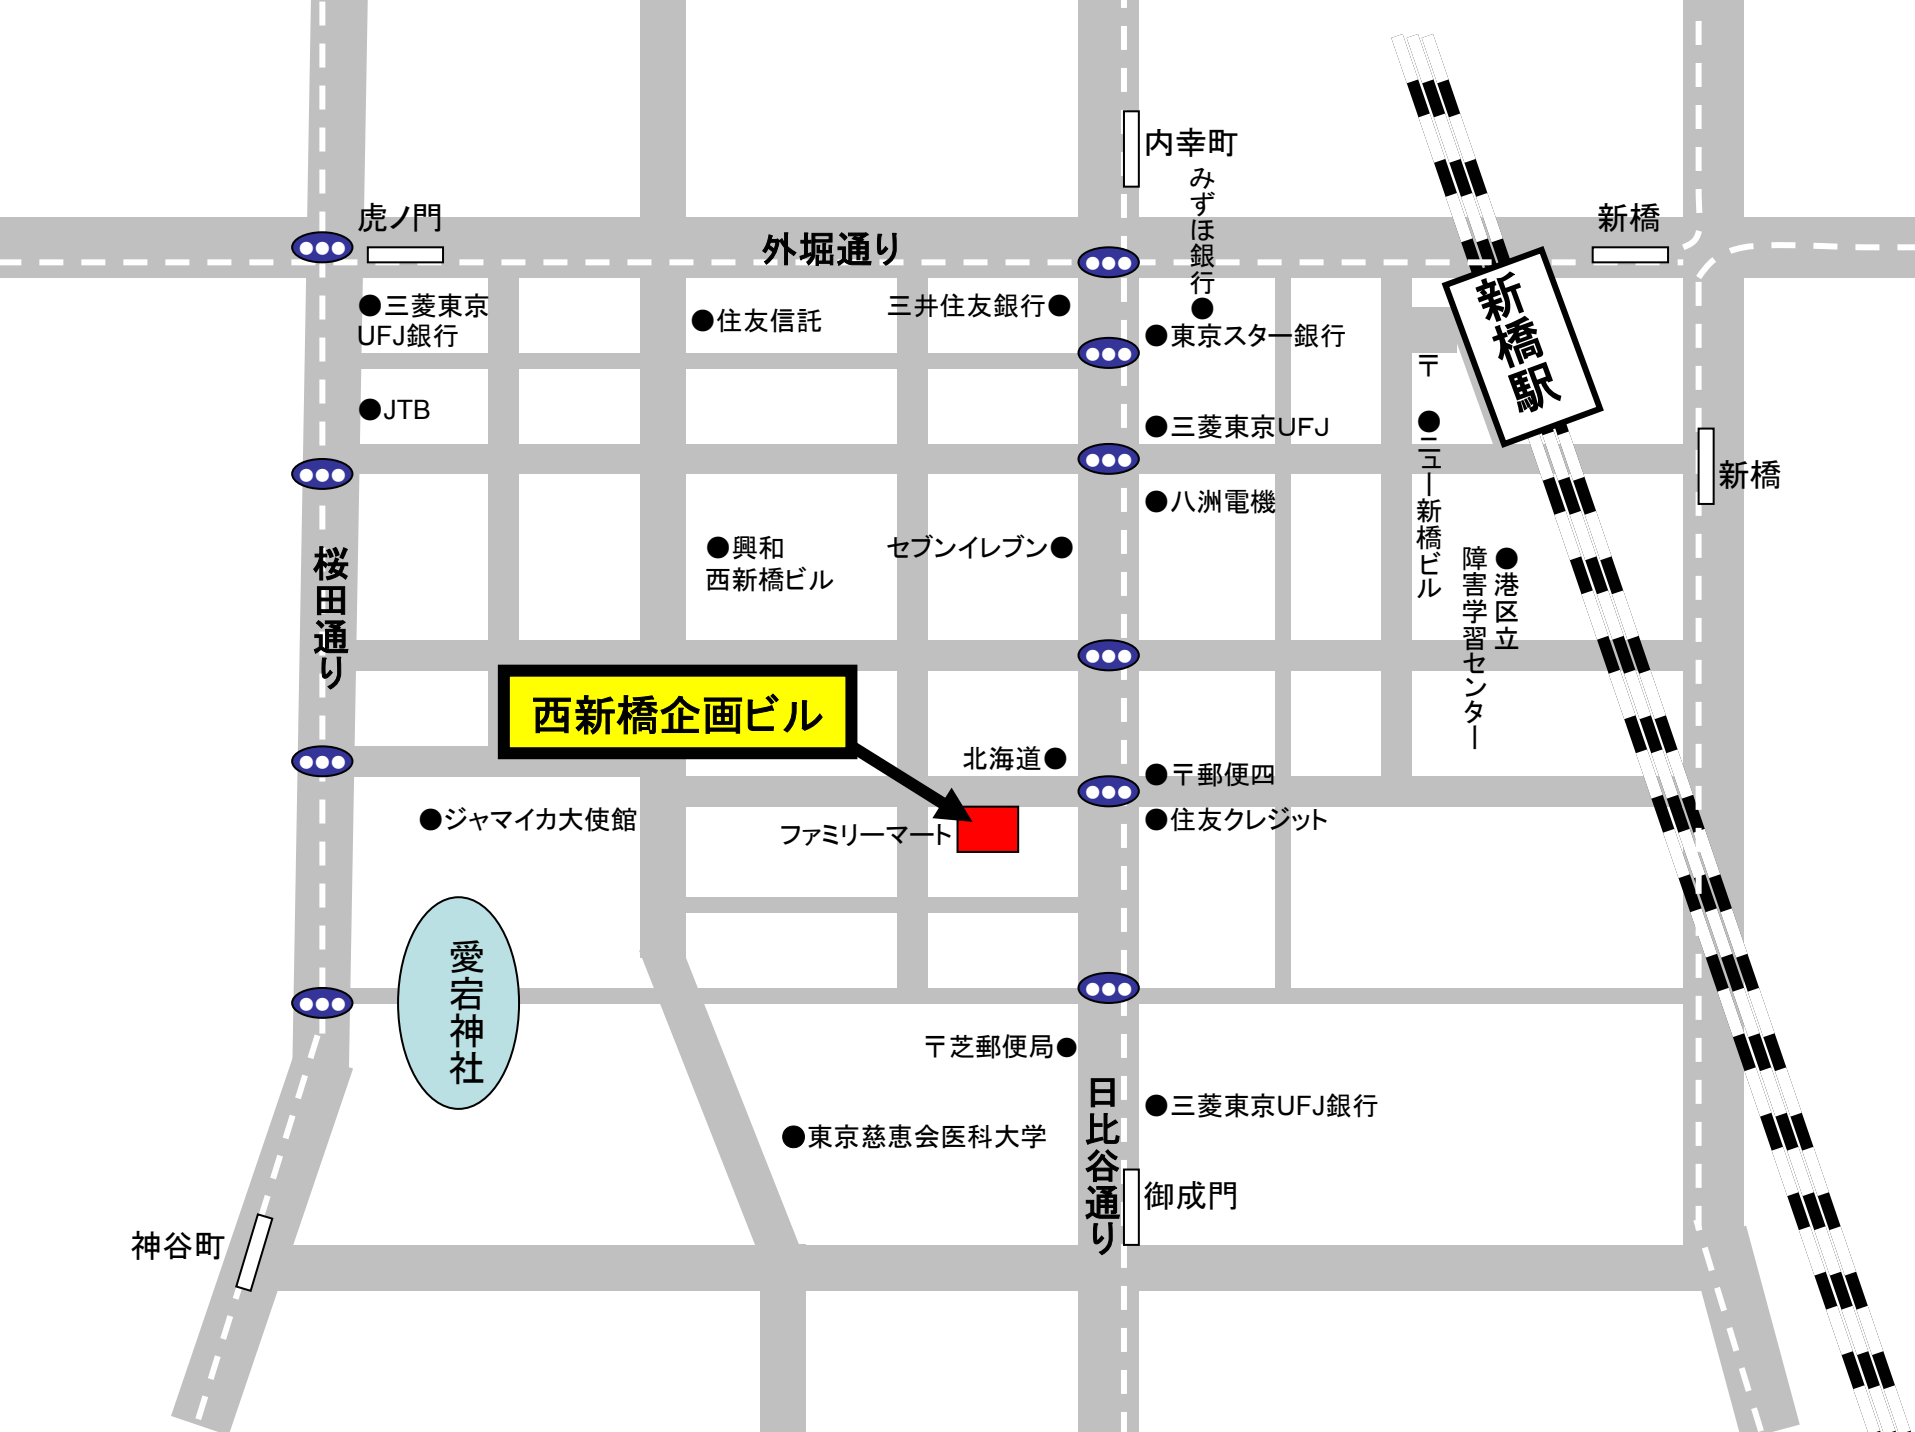 内幸町
みずほ銀行●
虎ノ門
外堀通り
新橋
●三菱東京
UFJ銀行
●住友信託
三井住友銀行●
●東京スター銀行
新橋駅
〒
●JTB
●三菱東京UFJ
●ニュー新橋ビル
新橋
●八洲電機
●興和
西新橋ビル
セブンイレブン●
●港区立
障害学習センター
桜田通り
西新橋企画ビル
北海道●
●〒郵便四
●ジャマイカ大使館
ファミリーマート
●住友クレジット
愛宕神社
〒芝郵便局●
日比谷通り
●三菱東京UFJ銀行
●東京慈恵会医科大学
御成門
神谷町